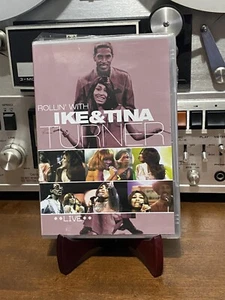 ROLLIN' WITH
IKE&TINA
TURNER
**LIVE**